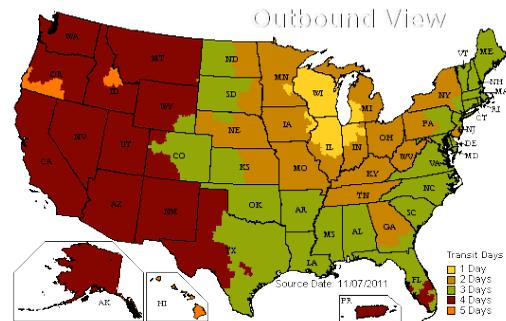 Outbound View
WA
MT
ND
MN
VT
ME
OR
ID
SD
WI
MI
NY
NH
MA
RI
CT
WY
IA
PA
NJ
NE
IL
IN
OH
DE
MD
NV
UT
CO
WV
VA
CA
KS
MO
KY
NC
TN
AZ
NM
OK
AR
SC
MS
AL
GA
TX
LA
FL
Transit Days
1 Day
2 Days
3 Days
4 Days
5 Days
Source Date: 11/07/2011
AK
HI
PR